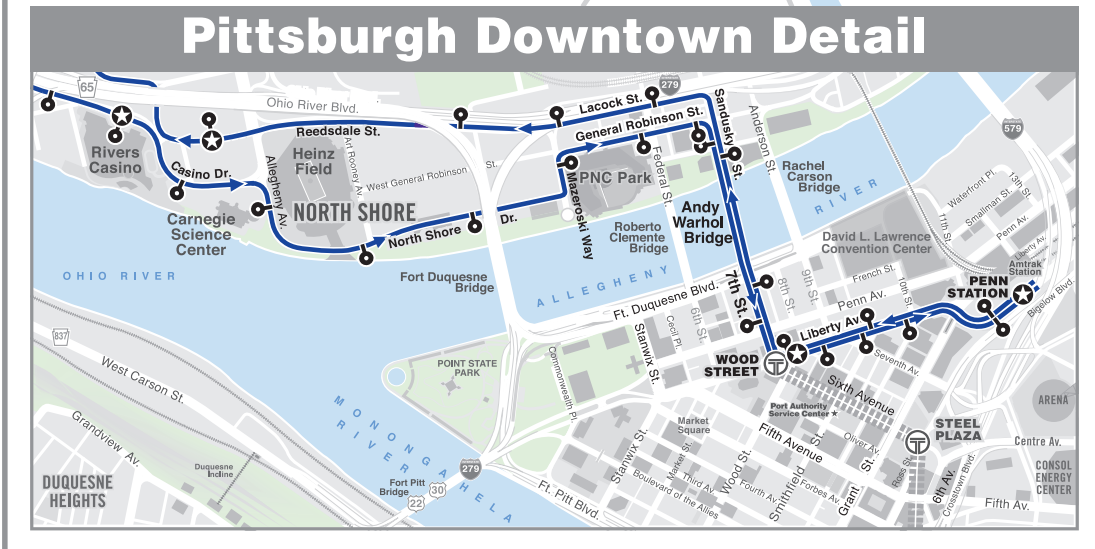 Pittsburgh Downtown Detail
65
Ohio River Blvd.
279
579
Lacock St.
Reedsdale St.
General Robinson St.
Sandusky St.
Anderson St.
Rivers
Casino
Heinz
Field
Art Rooney Av.
West General Robinson St.
Casino Dr.
Allegheny Av.
PNC Park
Federal St.
Mazeroski Way
Rachel
Carson
Bridge
NORTH SHORE
Carnegie
Science
Center
North Shore Dr.
Andy
Warhol
Bridge
Roberto
Clemente
Bridge
ALLEGHENY
RIVER
David L. Lawrence
Convention Center
Waterfront Pl.
13th St.
Smallman St.
11th St.
Penn Av.
Liberty Av.
Amtrak
Station
OHIO RIVER
Fort Duquesne
Bridge
French St.
PENN
STATION
Bigelow Blvd.
Ft. Duquesne Blvd.
7th St.
8th St.
9th St.
10th St.
Penn Av.
6th St.
Cecil Pl.
Liberty Av.
837
West Carson St.
POINT STATE
PARK
Commonwealth Pl.
Stanwix St.
WOOD
STREET
T
Seventh Av.
Sixth Avenue
Port Authority
Service Center
ARENA
MONONGAHELA
RIVER
Market
Square
Fifth Avenue
Oliver Av.
STEEL
PLAZA
T
Centre Av.
Grandview Av.
Duquesne
Incline
279
Stanwix St.
Market St.
Third Av.
Boulevard of the Allies
Wood St.
Fourth Av.
Smithfield St.
Forbes Av.
Grant St.
Ross St.
6th Av.
Crosstown Blvd.
CONSOL
ENERGY
CENTER
DUQUESNE
HEIGHTS
Fort Pitt
Bridge
22
30
Ft. Pitt Blvd.
Fifth Av.